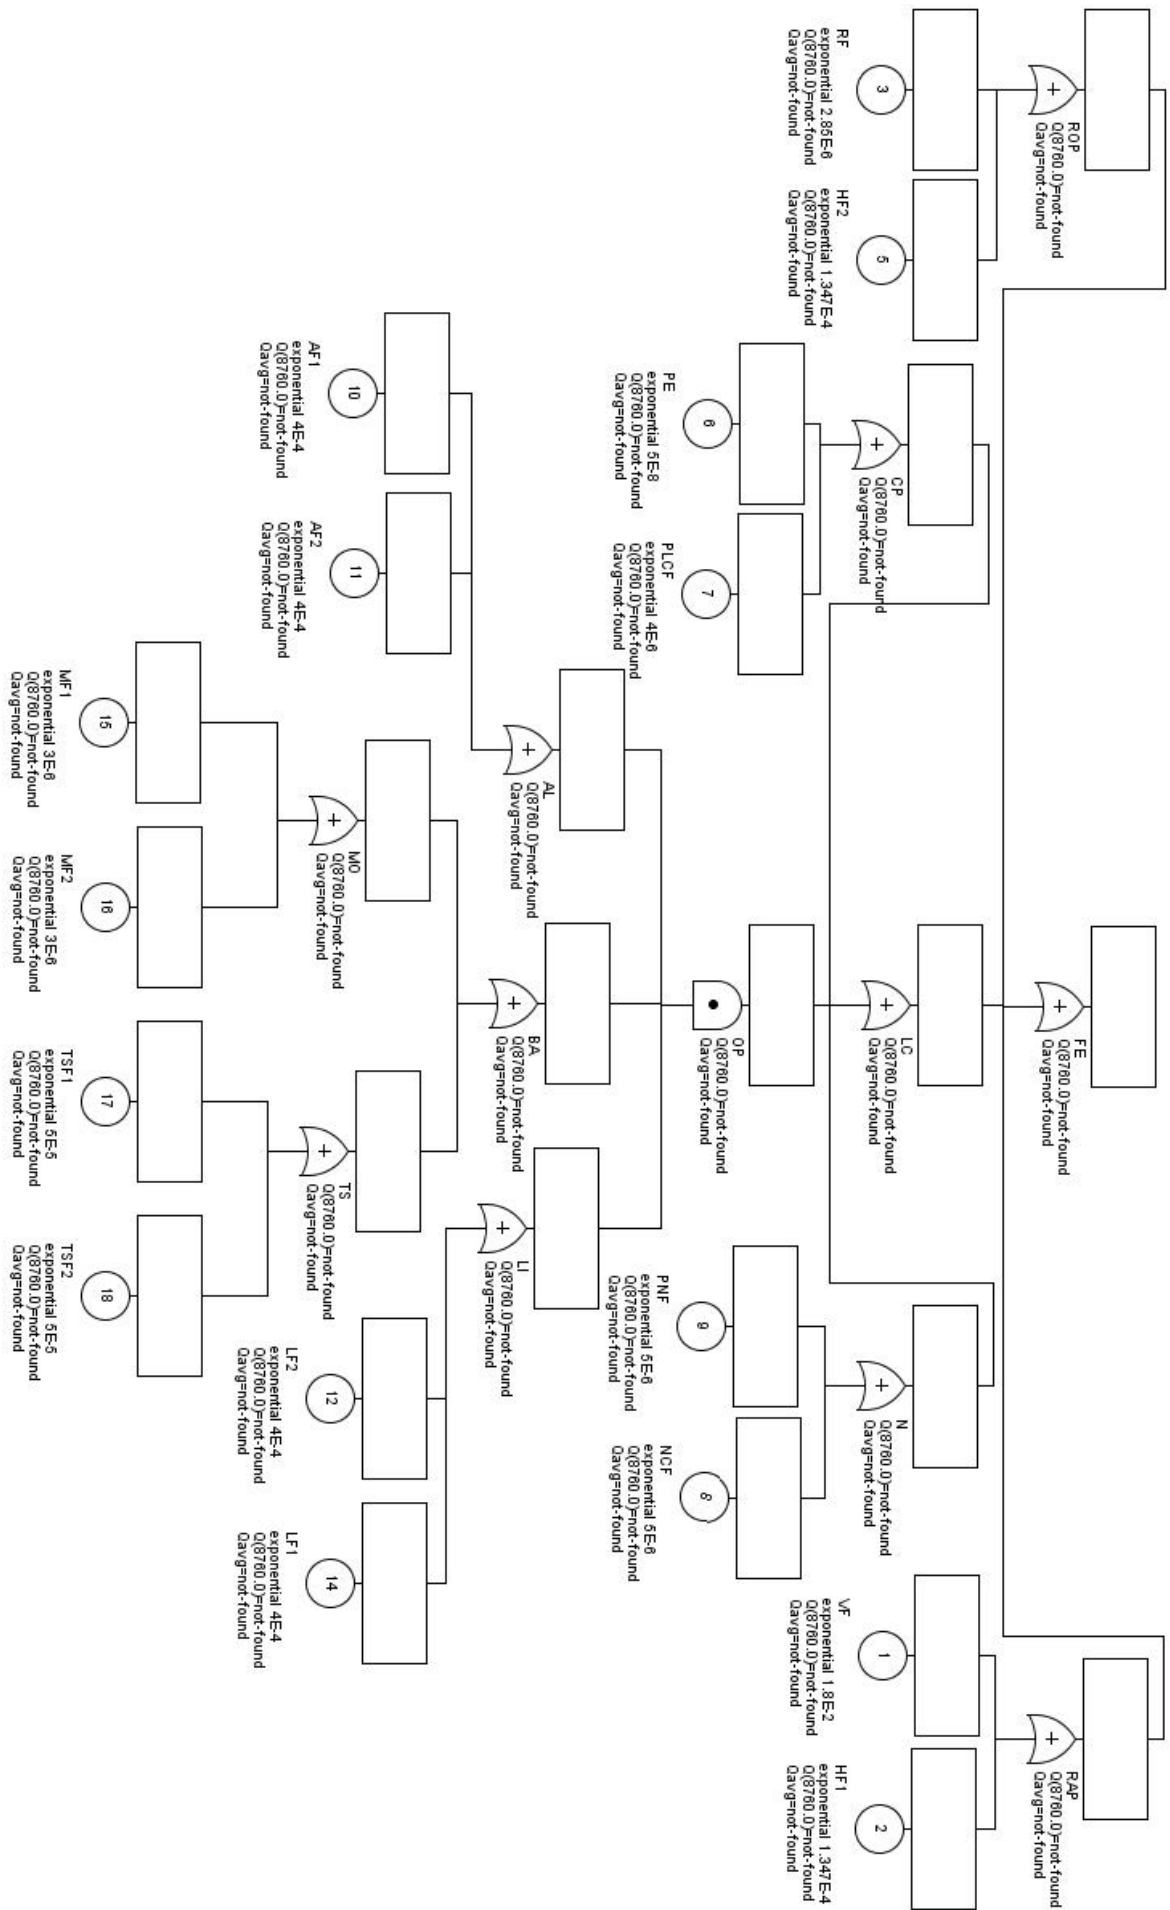 FE
Q(8760.0)=not-found
Qavg=not-found
ROP
Q(8760.0)=not-found
Qavg=not-found
LC
Q(8760.0)=not-found
Qavg=not-found
RAP
Q(8760.0)=not-found
Qavg=not-found
3
RF
exponential 2.85E-6
Q(8760.0)=not-found
Qavg=not-found
5
HF2
exponential 1.347E-4
Q(8760.0)=not-found
Qavg=not-found
CP
Q(8760.0)=not-found
Qavg=not-found
OP
Q(8760.0)=not-found
Qavg=not-found
N
Q(8760.0)=not-found
Qavg=not-found
1
VF
exponential 1.8E-2
Q(8760.0)=not-found
Qavg=not-found
2
HF1
exponential 1.347E-4
Q(8760.0)=not-found
Qavg=not-found
6
PE
exponential 5E-8
Q(8760.0)=not-found
Qavg=not-found
7
PLCF
exponential 4E-6
Q(8760.0)=not-found
Qavg=not-found
9
PNF
exponential 5E-6
Q(8760.0)=not-found
Qavg=not-found
8
NCF
exponential 5E-6
Q(8760.0)=not-found
Qavg=not-found
AL
Q(8760.0)=not-found
Qavg=not-found
BA
Q(8760.0)=not-found
Qavg=not-found
LI
Q(8760.0)=not-found
Qavg=not-found
10
AF1
exponential 4E-4
Q(8760.0)=not-found
Qavg=not-found
11
AF2
exponential 4E-4
Q(8760.0)=not-found
Qavg=not-found
MO
Q(8760.0)=not-found
Qavg=not-found
TS
Q(8760.0)=not-found
Qavg=not-found
12
LF2
exponential 4E-4
Q(8760.0)=not-found
Qavg=not-found
14
LF1
exponential 4E-4
Q(8760.0)=not-found
Qavg=not-found
15
MF1
exponential 3E-6
Q(8760.0)=not-found
Qavg=not-found
16
MF2
exponential 3E-6
Q(8760.0)=not-found
Qavg=not-found
17
TSF1
exponential 5E-5
Q(8760.0)=not-found
Qavg=not-found
18
TSF2
exponential 5E-5
Q(8760.0)=not-found
Qavg=not-found